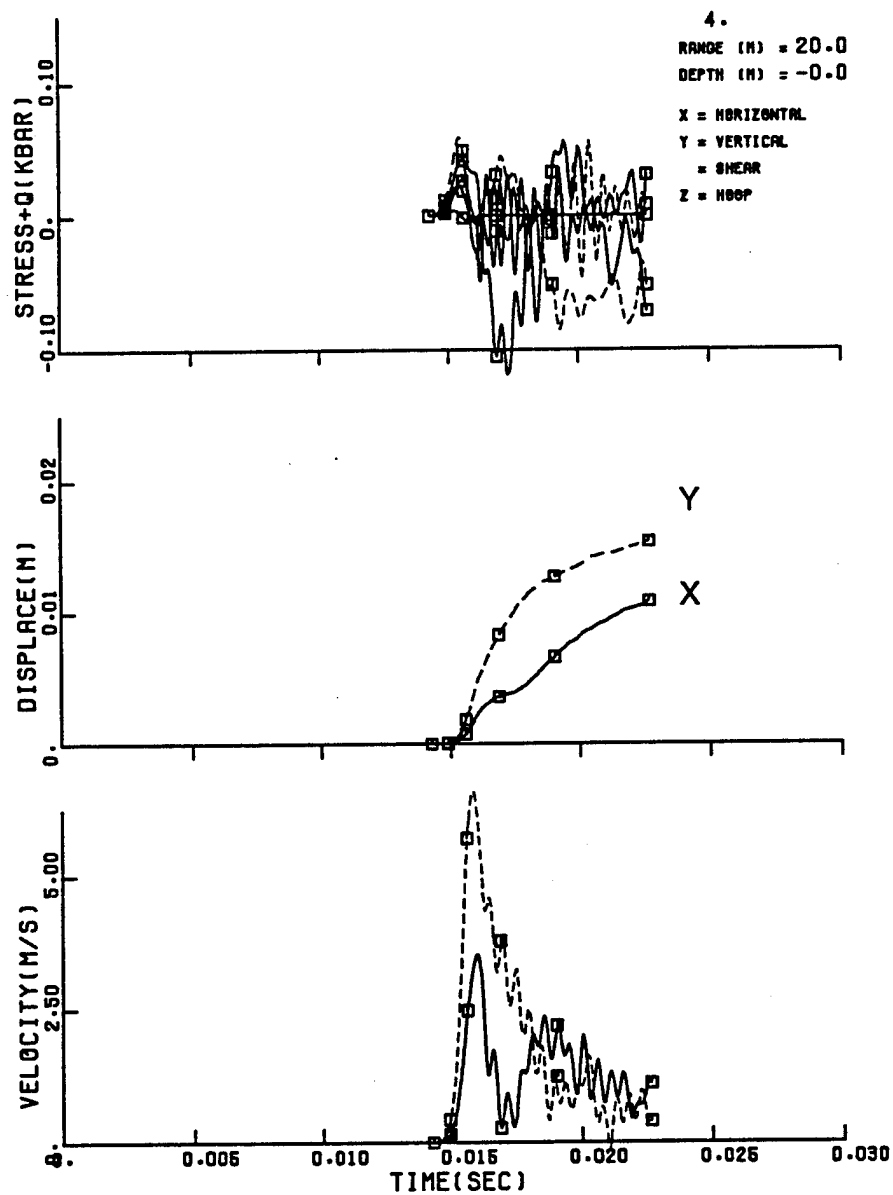 4.
RANGE (M) = 20.0
DEPTH (M) = -0.0
X = HORIZONTAL
Y = VERTICAL
= SHEAR
Z = HOOP
STRESS+Q(KBAR)
0.10
0.
-0.10
DISPLACE(M)
0.02
0.01
0.
Y
X
VELOCITY(M/S)
5.00
2.50
0.
0.
0.005
0.010
0.015
0.020
0.025
0.030
TIME(SEC)